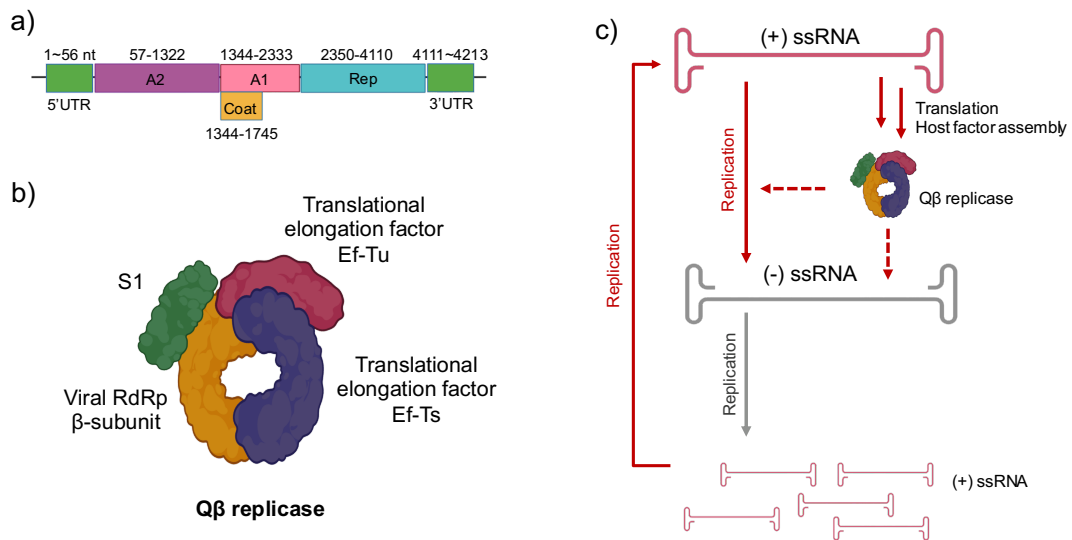 a)
1~56 nt 57-1322 1344-2333 2350-4110 4111~4213
A2 A1 Rep
5'UTR Coat 3'UTR
1344-1745
b)
Translational
elongation factor
Ef-Tu
S1
Translational
elongation factor
Ef-Ts
Viral RdRp
β-subunit
Qβ replicase
c)
(+) ssRNA
Translation
Host factor assembly
Replication
Qβ replicase
Replication
(-) ssRNA
Replication
(+) ssRNA